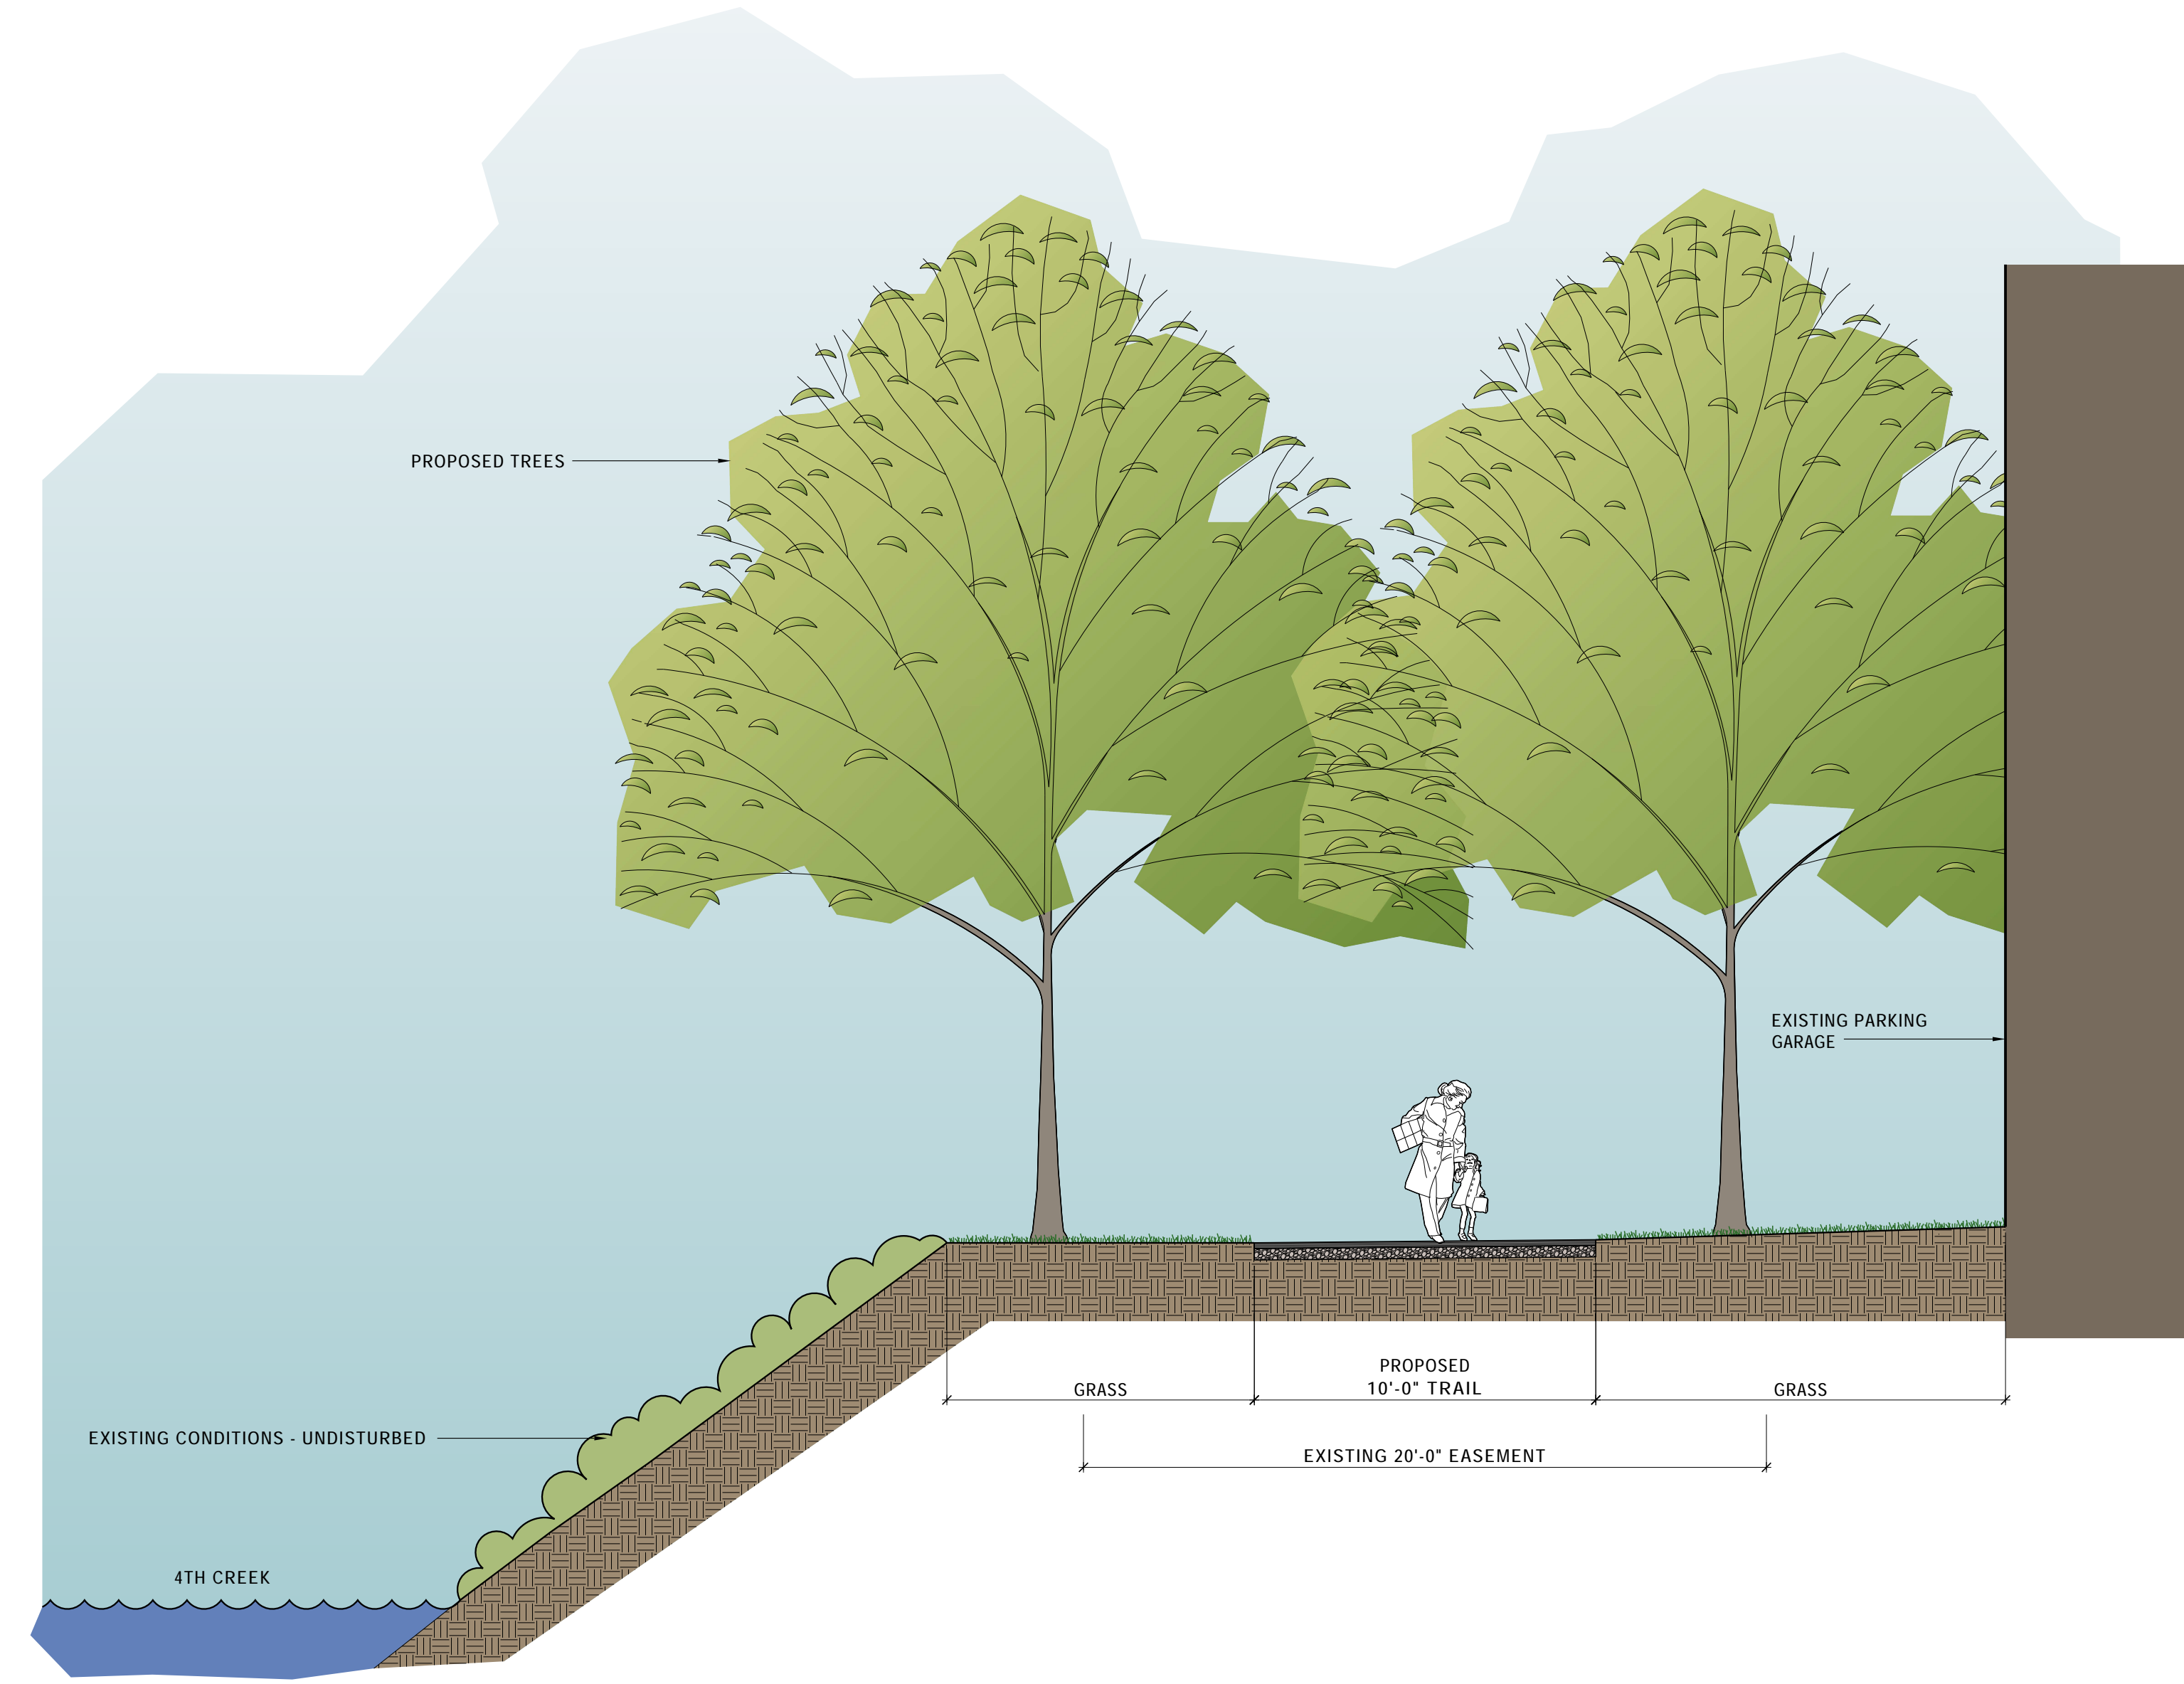 PROPOSED TREES
EXISTING PARKING
GARAGE
PROPOSED
10'-0" TRAIL
GRASS
GRASS
EXISTING CONDITIONS - UNDISTURBED
EXISTING 20'-0" EASEMENT
4TH CREEK